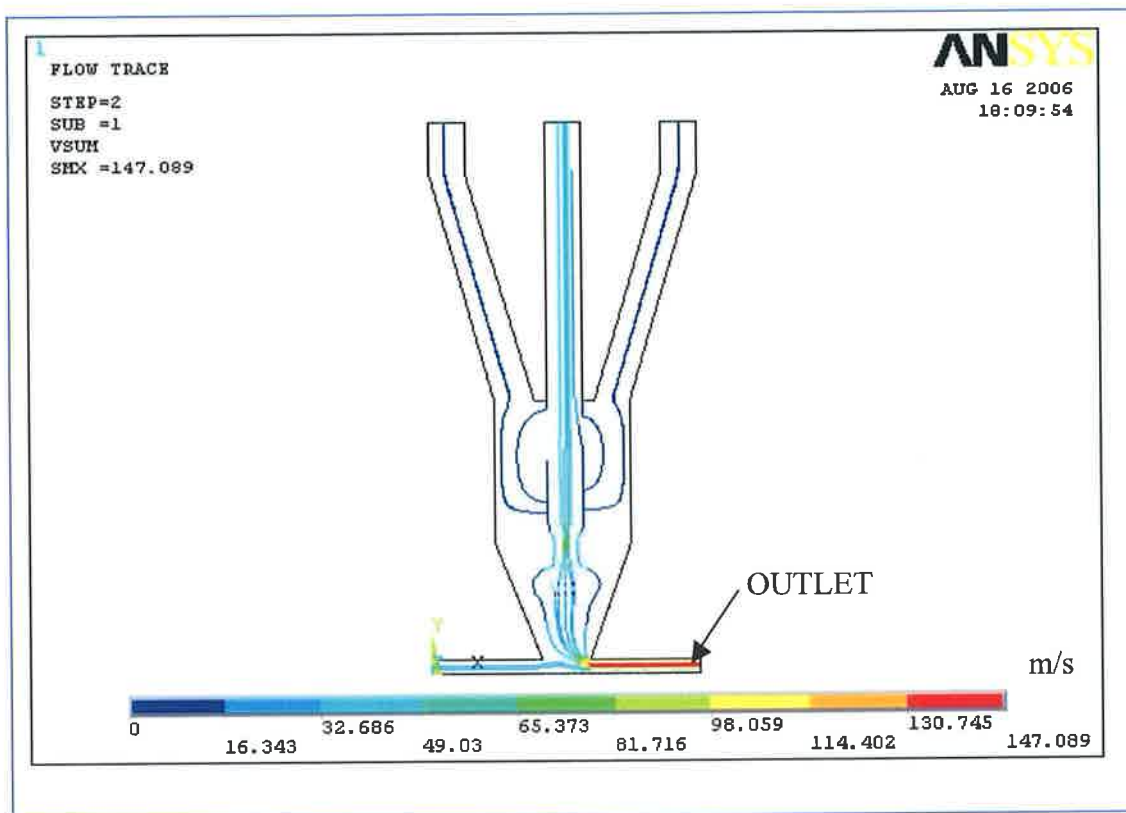 1
FLOW TRACE
STEP=2
SUB =1
VSUM
SMX =147.089
ANSYS
AUG 16 2006
18:09:54
OUTLET
Y
X
m/s
0
16.343
32.686
49.03
65.373
81.716
98.059
114.402
130.745
147.089